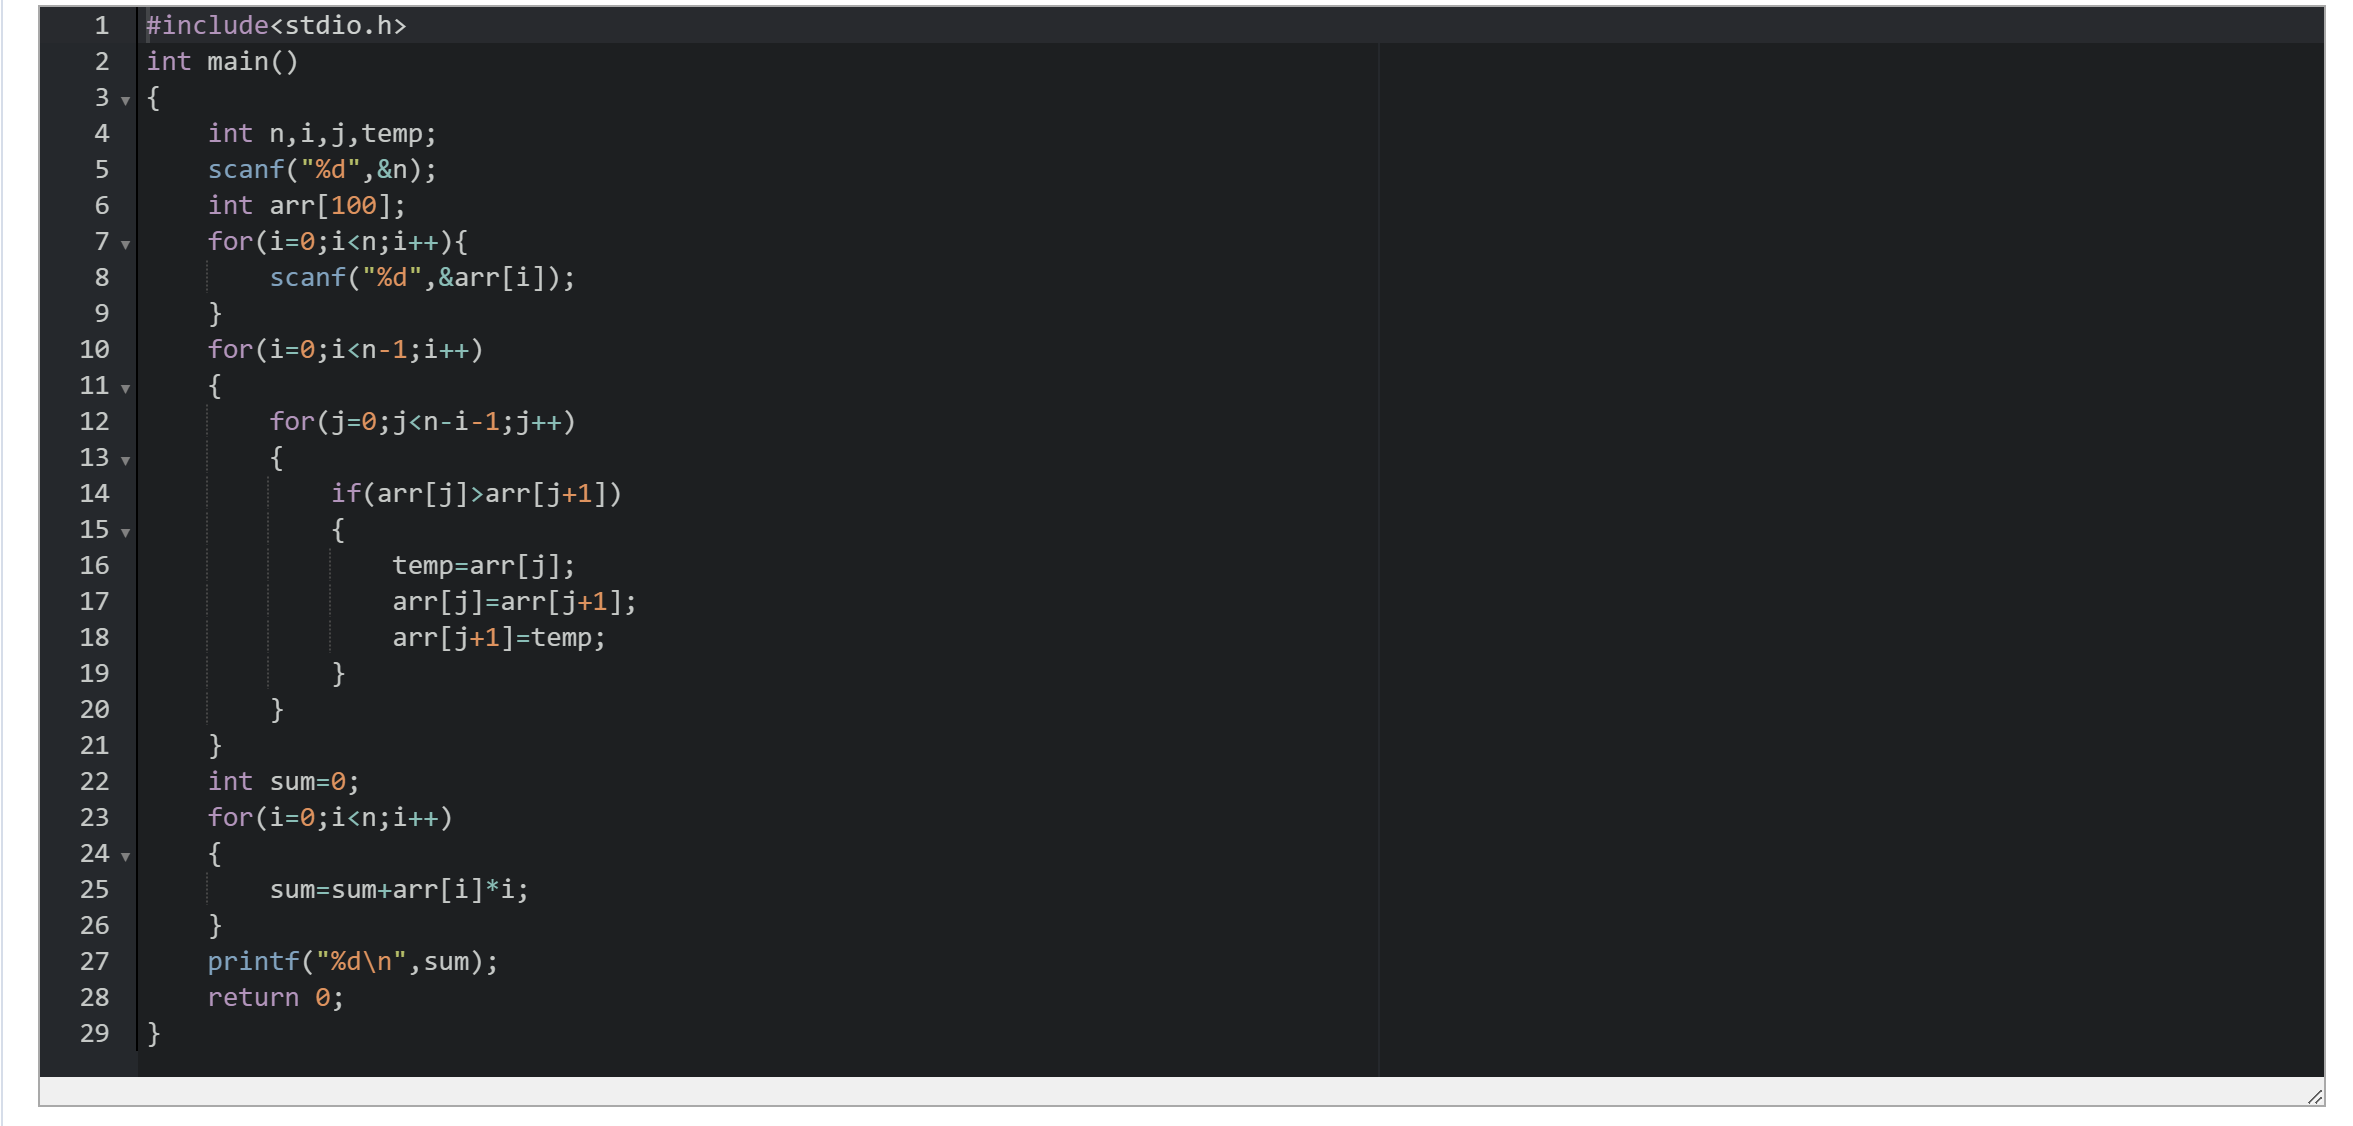 1 #include<stdio.h>
2 int main()
3 {
4     int n,i,j,temp;
5     scanf("%d",&n);
6     int arr[100];
7     for(i=0;i<n;i++){
8         scanf("%d",&arr[i]);
9     }
10     for(i=0;i<n-1;i++)
11     {
12         for(j=0;j<n-i-1;j++)
13         {
14             if(arr[j]>arr[j+1])
15             {
16                 temp=arr[j];
17                 arr[j]=arr[j+1];
18                 arr[j+1]=temp;
19             }
20         }
21     }
22     int sum=0;
23     for(i=0;i<n;i++)
24     {
25         sum=sum+arr[i]*i;
26     }
27     printf("%d\n",sum);
28     return 0;
29 }